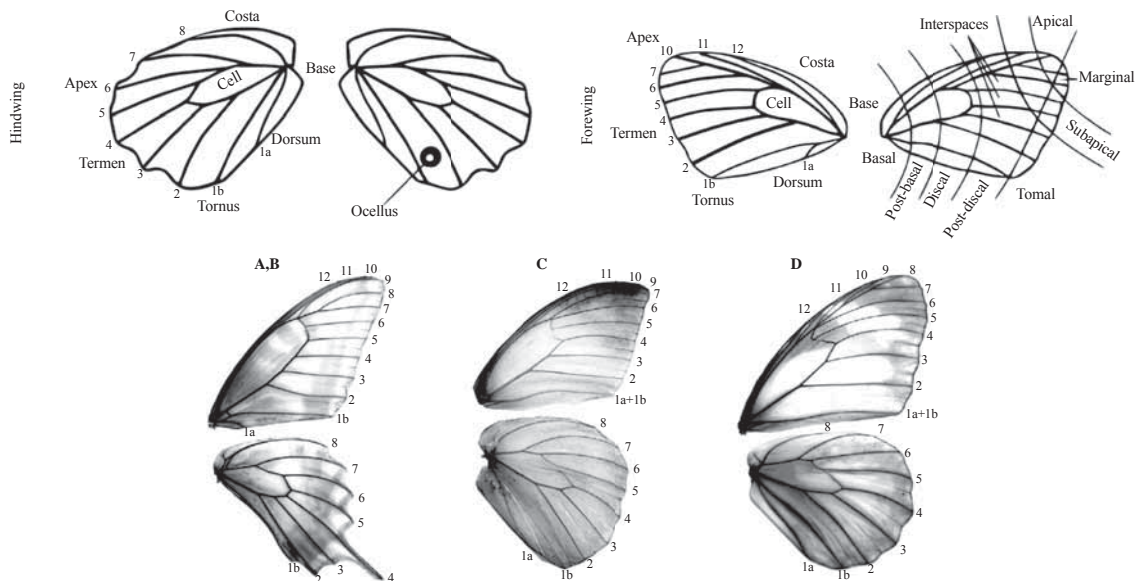 Hindwing
Costa
8
7
Apex
6
5
4
Termen
3
2
1b
Tornus
1a
Dorsum
Cell
Base
Ocellus
Forewing
Apex
10
11
12
7
6
5
4
Termen
3
2
1b
Tornus
1a
Dorsum
Costa
Cell
Base
Interspaces
Apical
Marginal
Subapical
Basal
Post-basal
Discal
Post-discal
Tomal
A,B
12
11
10
9
8
7
6
5
4
3
2
1b
1a
8
7
6
5
4
3
2
1b
C
12
11
10
9
7
6
5
4
3
2
1a+1b
8
7
6
5
4
3
2
1b
1a
D
12
11
10
9
8
7
6
5
4
3
2
1a+1b
8
7
6
5
4
3
2
1b
1a